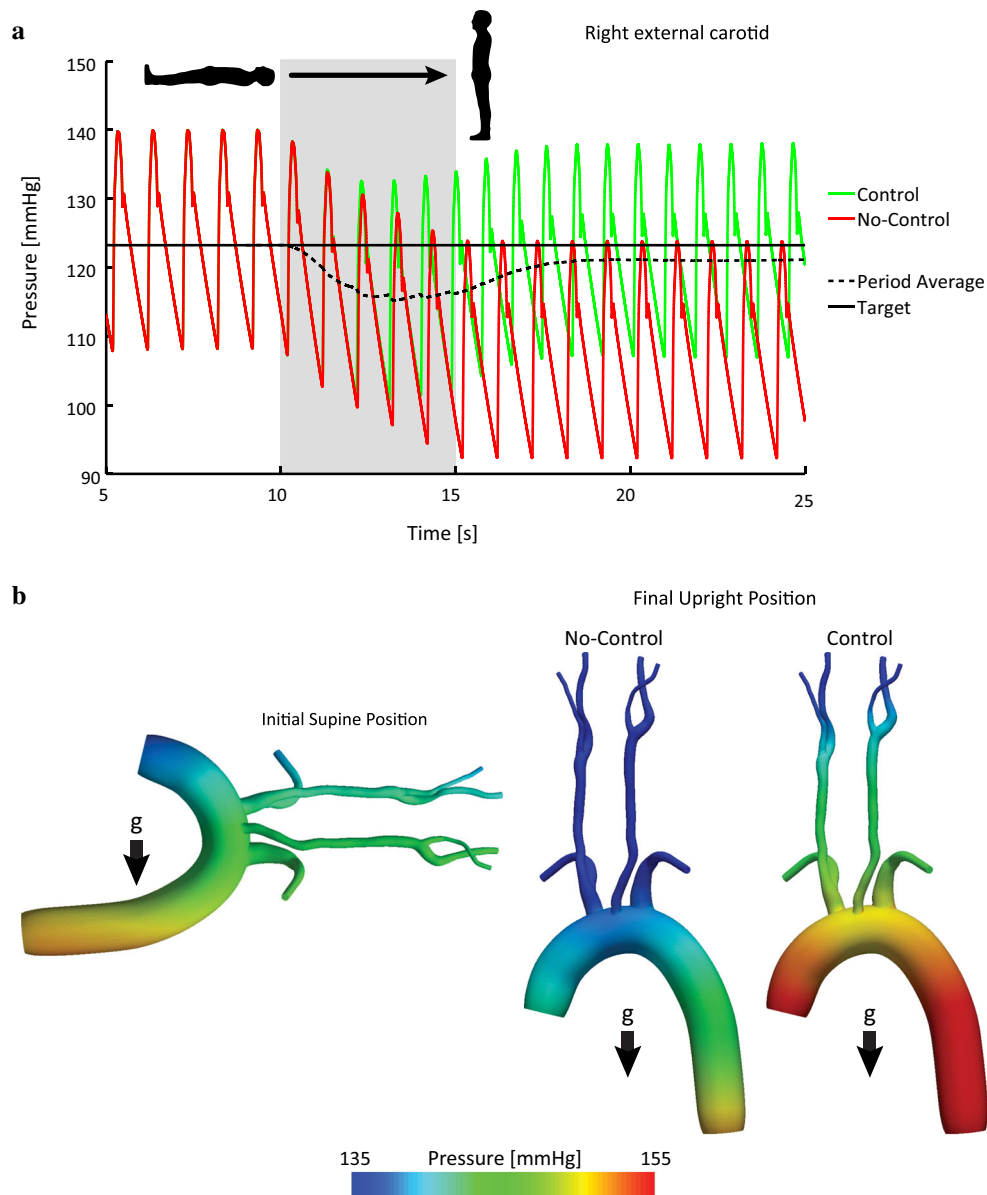 a
Right external carotid
150
140
130
120
110
100
90
Pressure [mmHg]
5
10
15
20
25
Time [s]
Control
No-Control
Period Average
Target
b
Final Upright Position
No-Control
Control
Initial Supine Position
g
g
g
135
Pressure [mmHg]
155